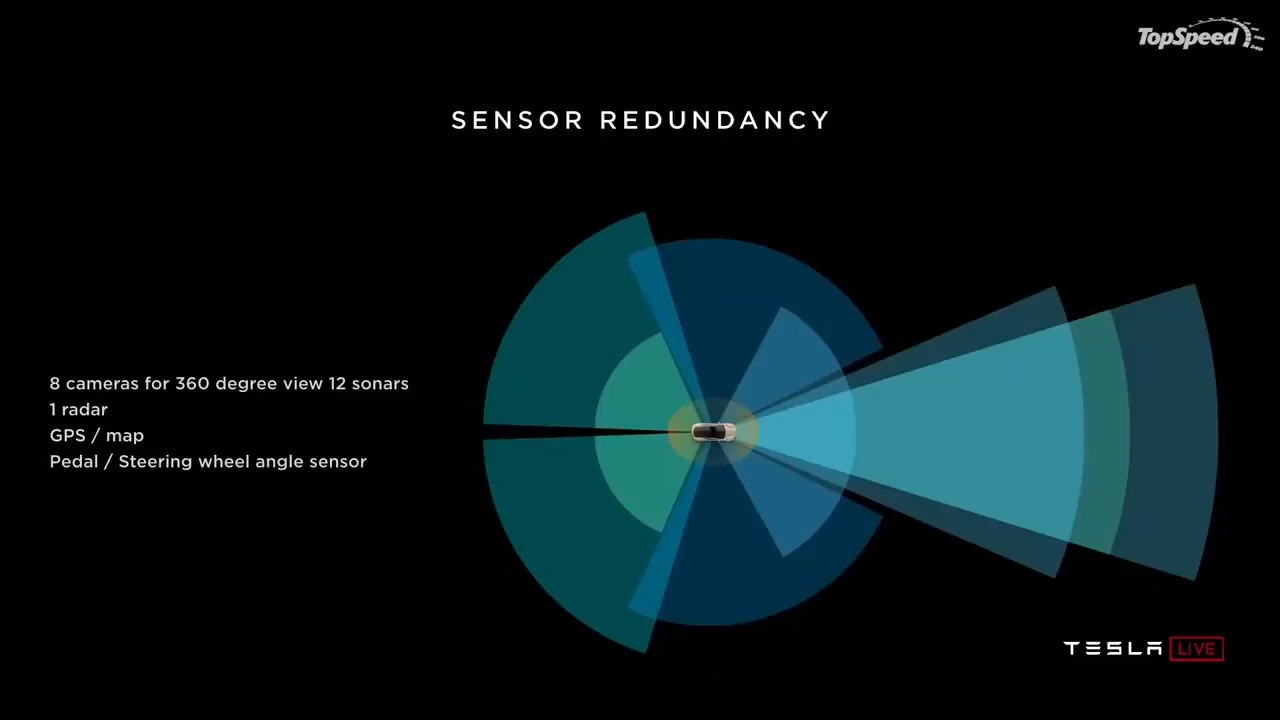 TopSpeed
SENSOR REDUNDANCY
8 cameras for 360 degree view 12 sonars
1 radar
GPS / map
Pedal / Steering wheel angle sensor
TESLA LIVE